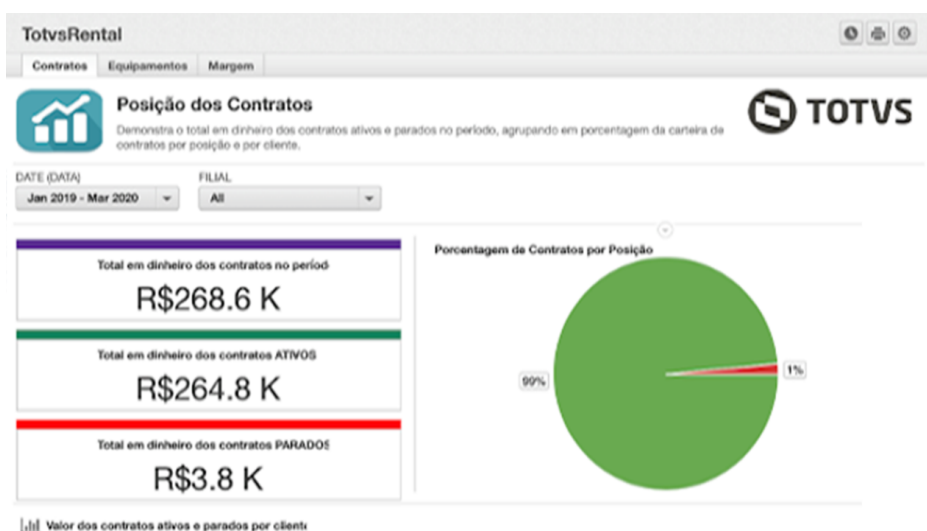 TotvsRental
Contratos Equipamentos Margem
Posição dos Contratos
Demonstra o total em dinheiro dos contratos ativos e parados no período, agrupando em porcentagem da carteira de
contratos por posição e por cliente.
TOTVS
DATE (DATA) FILIAL
Jan 2019 - Mar 2020 All
Total em dinheiro dos contratos no períod
R$268.6 K
Total em dinheiro dos contratos ATIVOS
R$264.8 K
Total em dinheiro dos contratos PARADOS
R$3.8 K
Porcentagem de Contratos por Posição
99%
1%
Valor dos contratos ativos e parados por cliente